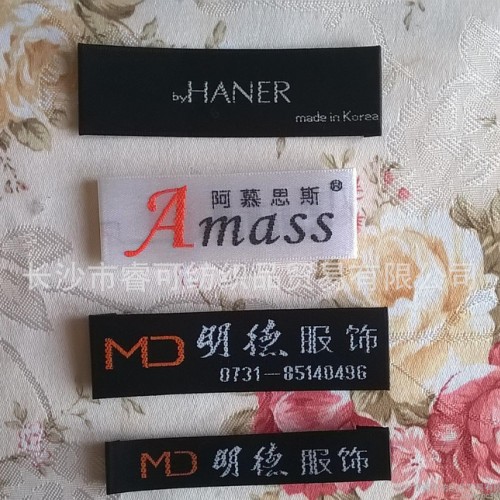 byHANER
made in Korea
阿慕思斯®
Amass
长沙市睿可纺织品贸易有限公司
MD 明德服饰
0731-85140496
MD 明德服饰